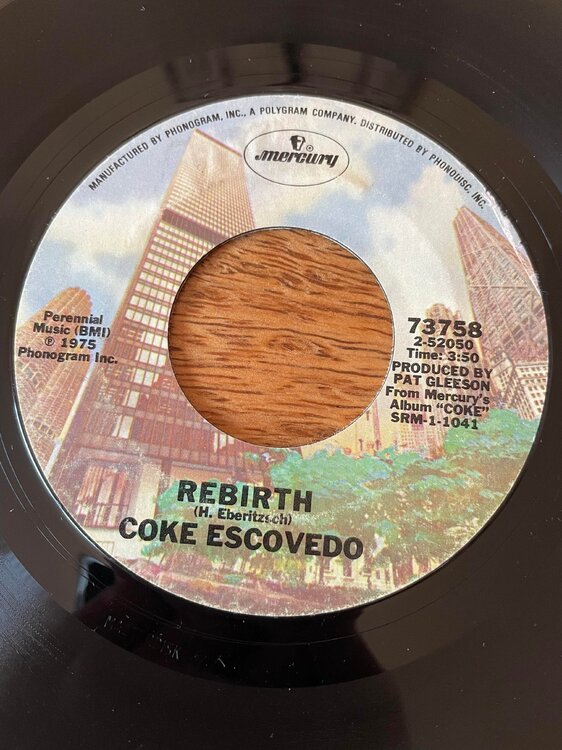 MANUFACTURED BY PHONOGRAM, INC., A POLYGRAM COMPANY. DISTRIBUTED BY PHONODISC, INC.
mercury
Perennial
Music (BMI)
℗ 1975
Phonogram Inc.
73758
2-52050
Time: 3:50
PRODUCED BY
PAT GLEESON
From Mercury's
Album "COKE"
SRM-1-1041
REBIRTH
(H. Eberitzsch)
COKE ESCOVEDO